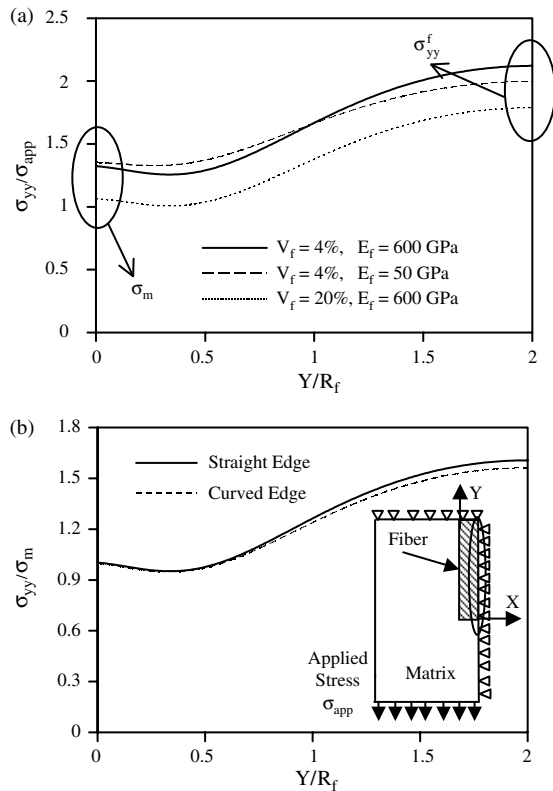 (a)
2.5
2
1.5
1
0.5
0
σyy/σapp
σᶠyy
σm
Vf = 4%, Ef = 600 GPa
Vf = 4%, Ef = 50 GPa
Vf = 20%, Ef = 600 GPa
0 0.5 1 1.5 2
Y/Rf
(b)
1.8
1.5
1.2
0.9
0.6
0.3
0
σyy/σm
Straight Edge
Curved Edge
Y
Fiber
X
Applied
Stress
σapp
Matrix
0 0.5 1 1.5 2
Y/Rf